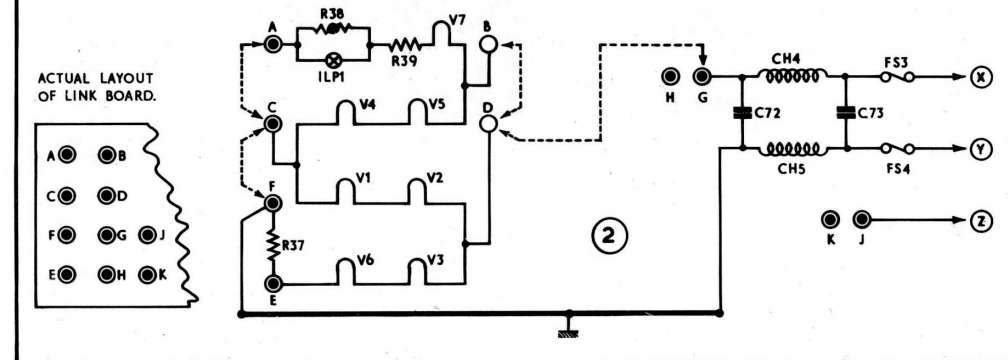 ACTUAL LAYOUT
OF LINK BOARD.
A B
C D
F G J
E H K
A R38 V7 B
ILP1 R39
C V4 V5 D
F V1 V2
R37
V6 V3
E
2
H G CH4 FS3 X
C72 C73
CH5 FS4 Y
K J Z